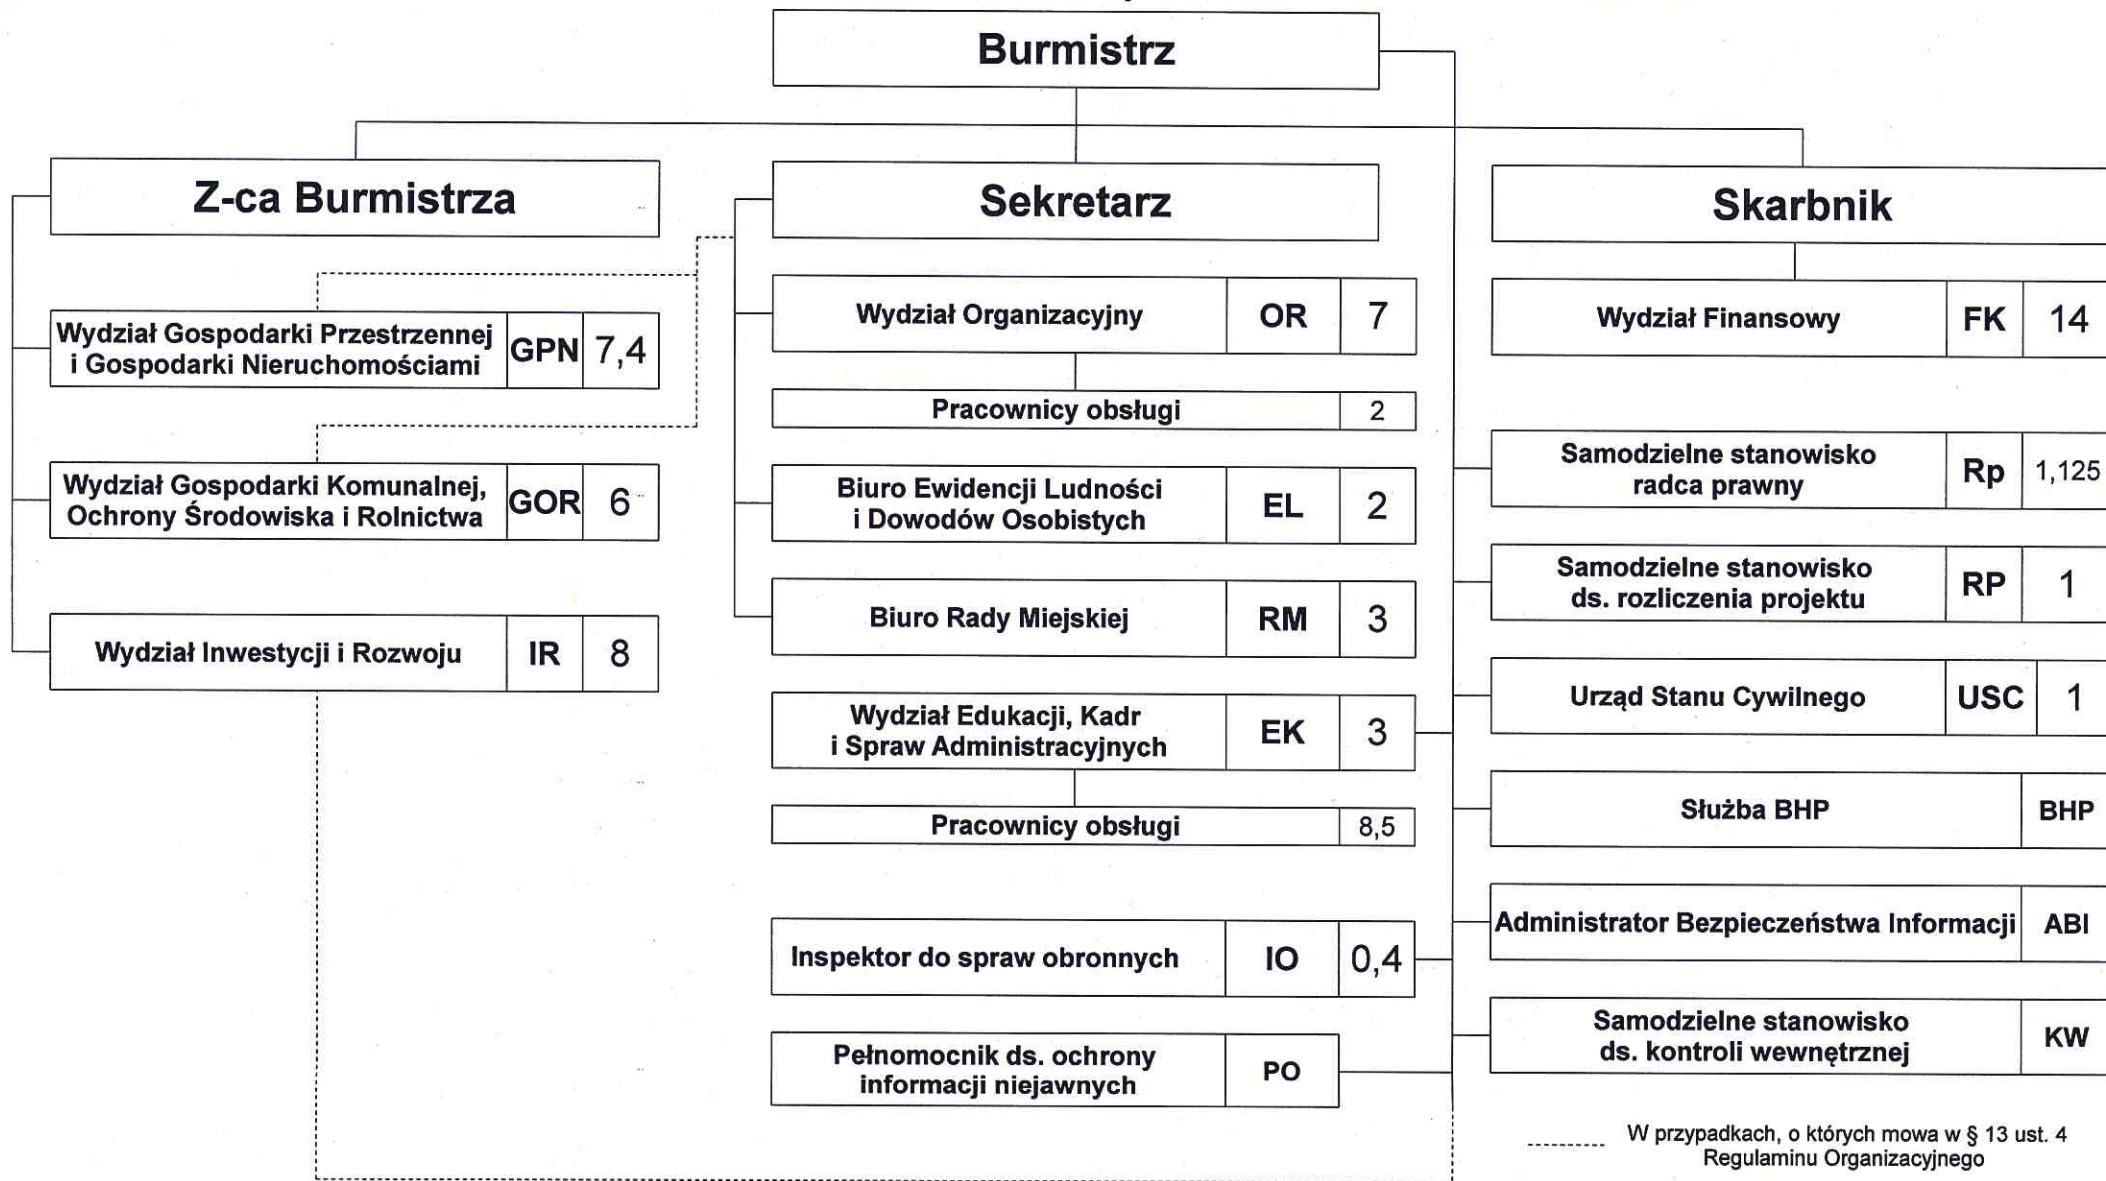 Burmistrz
Z-ca Burmistrza
Sekretarz
Skarbnik
Wydział Gospodarki Przestrzennej
i Gospodarki Nieruchomościami
GPN
7,4
Wydział Gospodarki Komunalnej,
Ochrony Środowiska i Rolnictwa
GOR
6
Wydział Inwestycji i Rozwoju
IR
8
Wydział Organizacyjny
OR
7
Pracownicy obsługi
2
Biuro Ewidencji Ludności
i Dowodów Osobistych
EL
2
Biuro Rady Miejskiej
RM
3
Wydział Edukacji, Kadr
i Spraw Administracyjnych
EK
3
Pracownicy obsługi
8,5
Inspektor do spraw obronnych
IO
0,4
Pełnomocnik ds. ochrony
informacji niejawnych
PO
Wydział Finansowy
FK
14
Samodzielne stanowisko
radca prawny
Rp
1,125
Samodzielne stanowisko
ds. rozliczenia projektu
RP
1
Urząd Stanu Cywilnego
USC
1
Służba BHP
BHP
Administrator Bezpieczeństwa Informacji
ABI
Samodzielne stanowisko
ds. kontroli wewnętrznej
KW
W przypadkach, o których mowa w § 13 ust. 4
Regulaminu Organizacyjnego